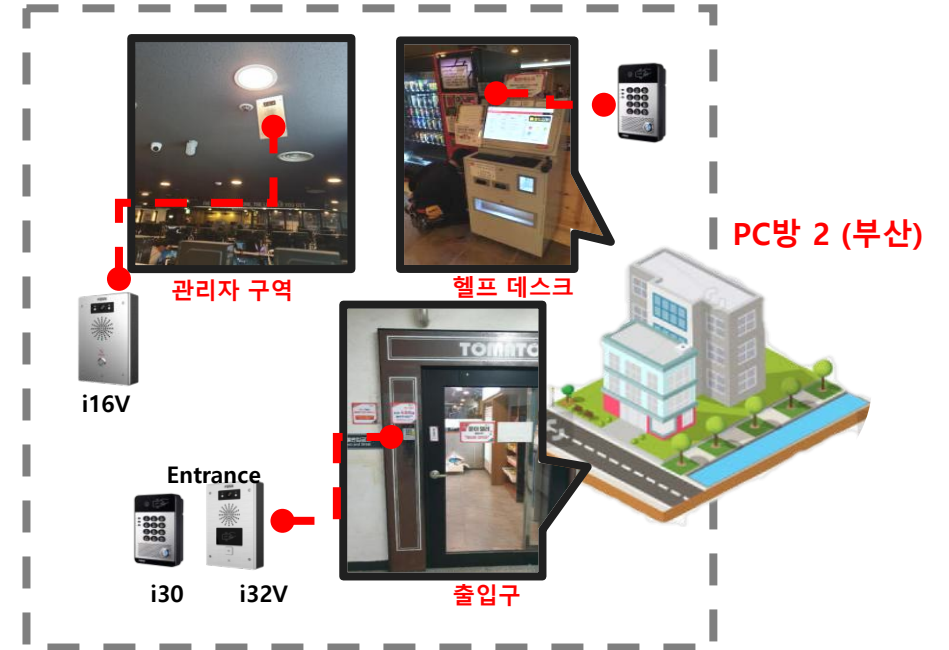 PC방 2 (부산)
관리자 구역
헬프 데스크
i16V
TOMATO
Entrance
i30
i32V
출입구